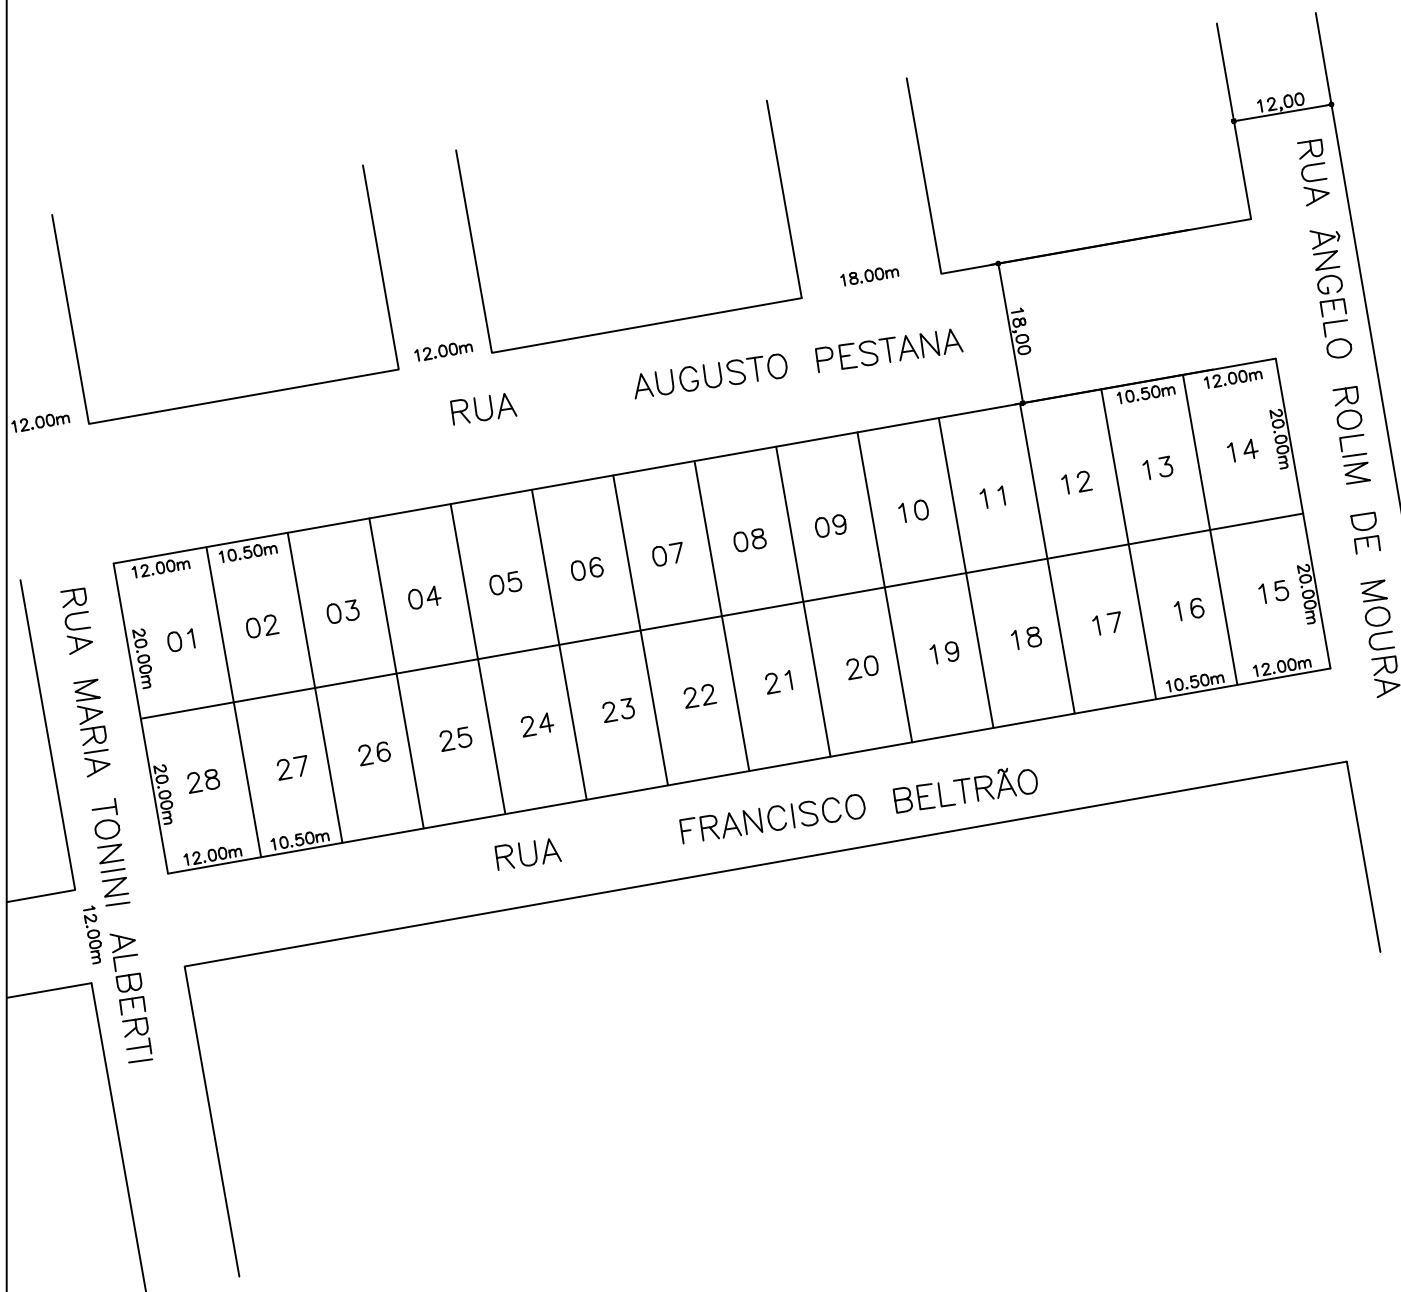 12,00
RUA ÂNGELO ROLIM DE MOURA
18.00m
18,00
12.00m
12.00m
RUA AUGUSTO PESTANA
12.00m 10.50m
10.50m 12.00m
20.00m
01 02 03 04 05 06 07 08 09 10 11 12 13 14
20.00m
20.00m
28 27 26 25 24 23 22 21 20 19 18 17 16 15
20.00m
12.00m 10.50m
10.50m 12.00m
RUA FRANCISCO BELTRÃO
RUA MARIA TONINI ALBERTI
12.00m